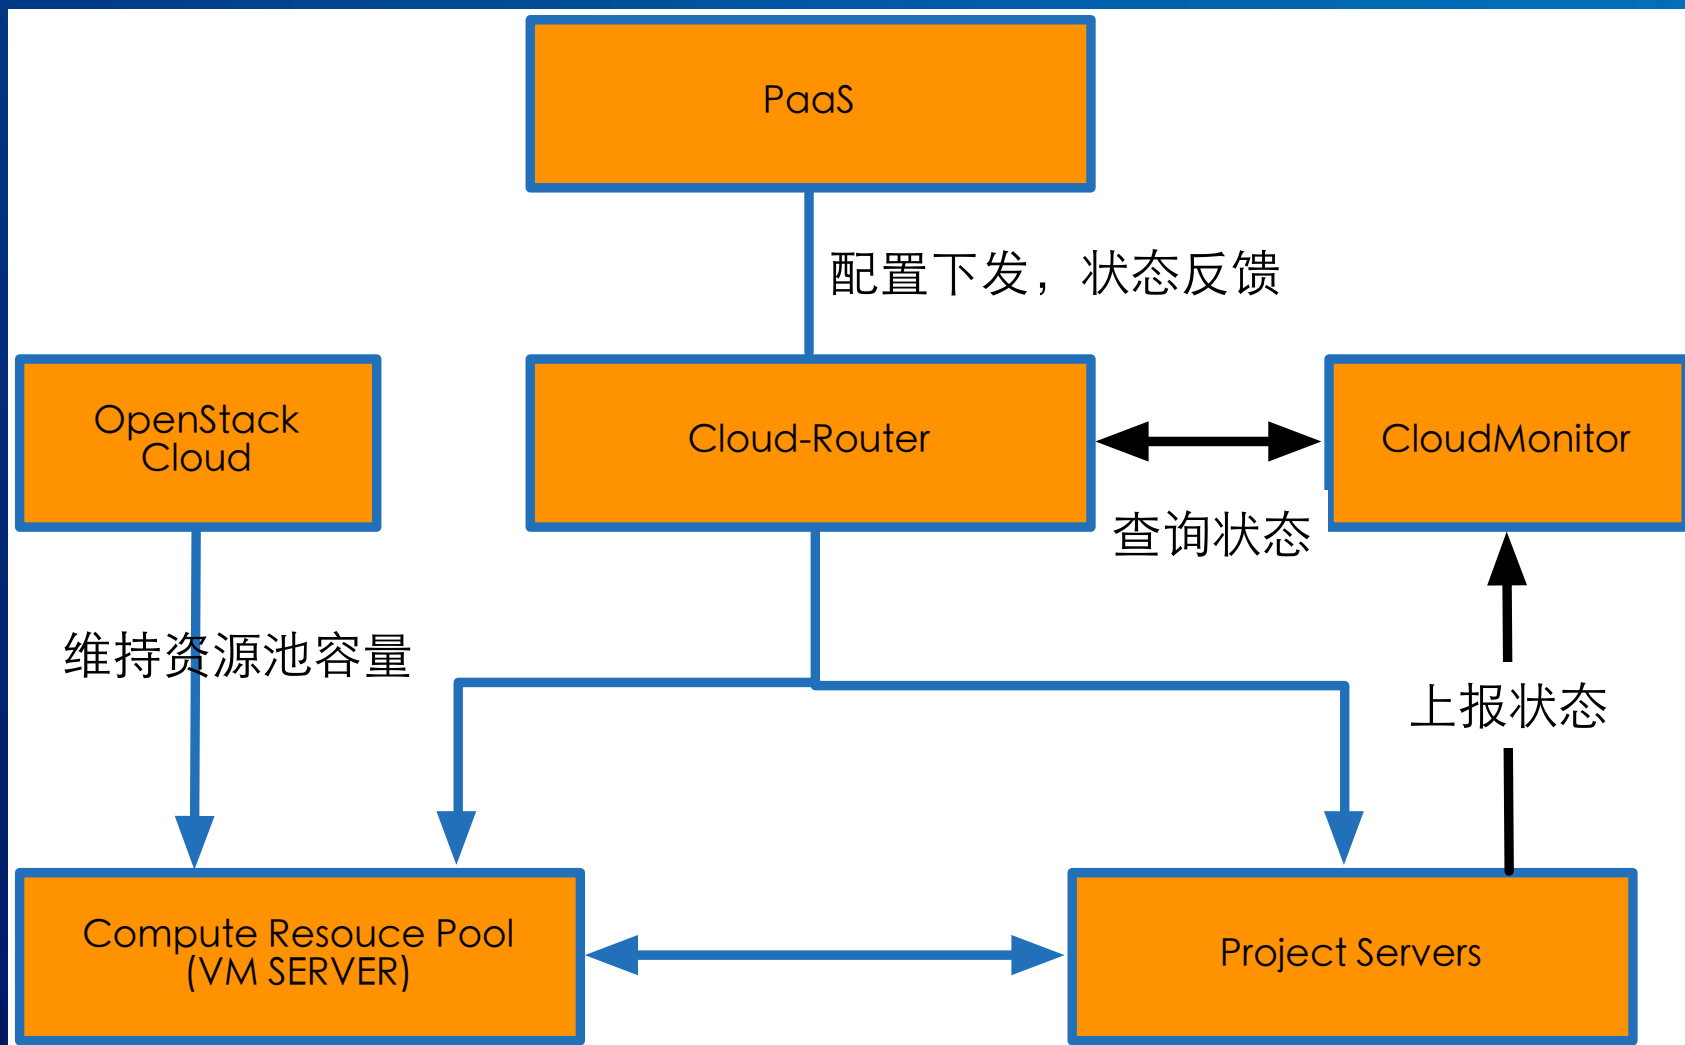 PaaS
配置下发，状态反馈
OpenStack
Cloud
Cloud-Router
CloudMonitor
查询状态
维持资源池容量
上报状态
Compute Resouce Pool
(VM SERVER)
Project Servers